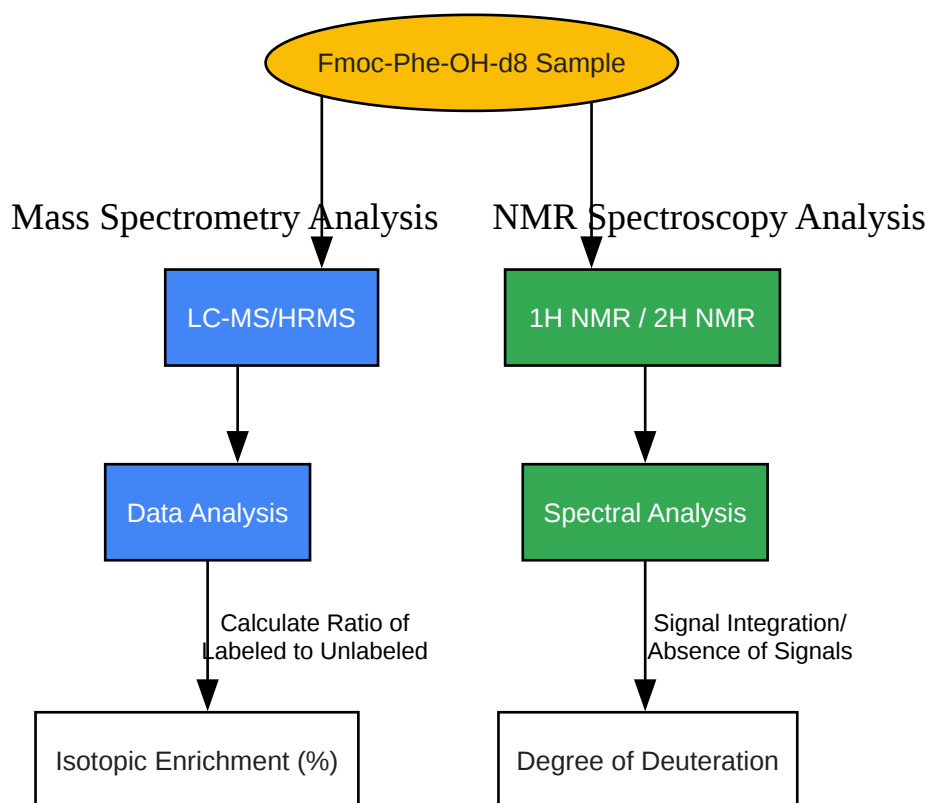 Fmoc-Phe-OH-d8 Sample
Mass Spectrometry Analysis
NMR Spectroscopy Analysis
LC-MS/HRMS
1H NMR / 2H NMR
Data Analysis
Spectral Analysis
Calculate Ratio of
Labeled to Unlabeled
Signal Integration/
Absence of Signals
Isotopic Enrichment (%)
Degree of Deuteration